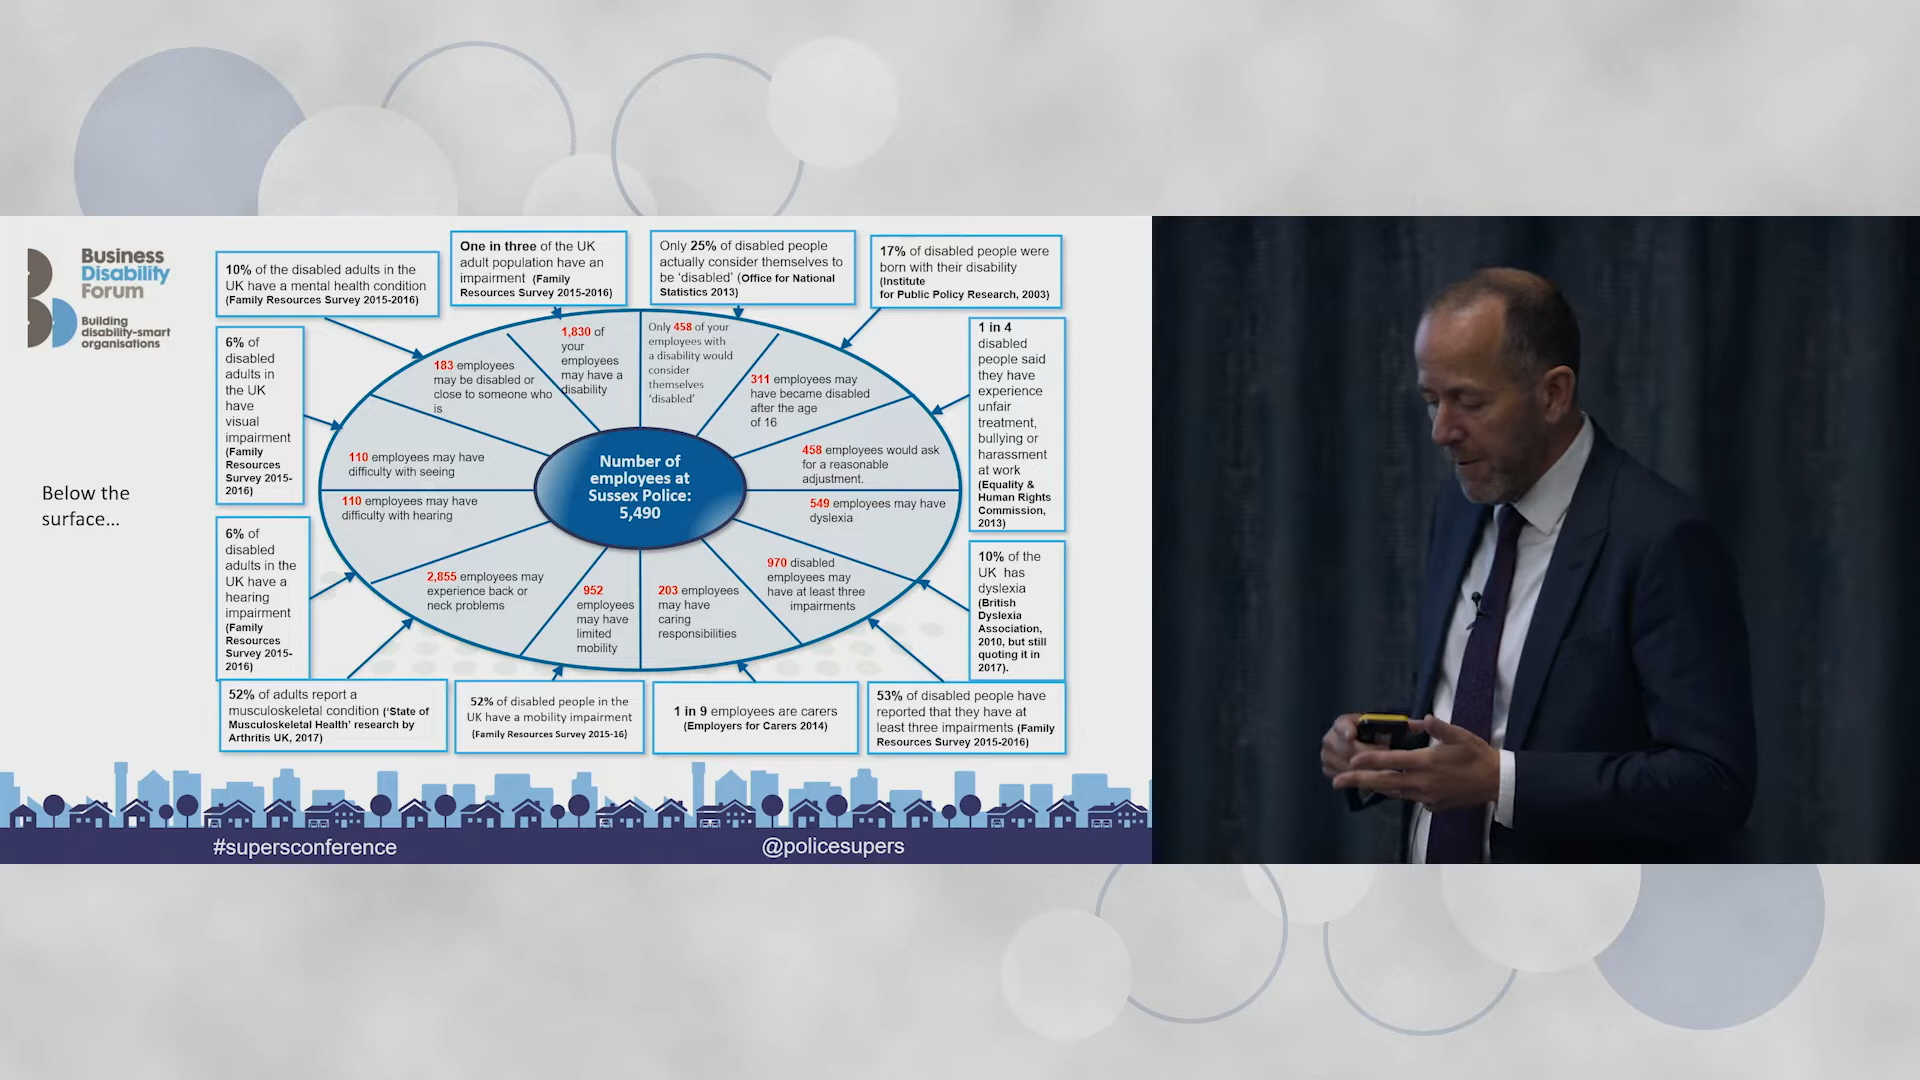 Business
Disability
Forum
Building
disability-smart
organisations
Below the
surface...
10% of the disabled adults in the
UK have a mental health condition
(Family Resources Survey 2015-2016)
One in three of the UK
adult population have an
impairment (Family
Resources Survey 2015-2016)
Only 25% of disabled people
actually consider themselves to
be ‘disabled’ (Office for National
Statistics 2013)
17% of disabled people were
born with their disability
(Institute
for Public Policy Research, 2003)
6% of
disabled
adults in
the UK
have
visual
impairment
(Family
Resources
Survey 2015-
2016)
1 in 4
disabled
people said
they have
experience
unfair
treatment,
bullying or
harassment
at work
(Equality &
Human Rights
Commission,
2013)
6% of
disabled
adults in the
UK have a
hearing
impairment
(Family
Resources
Survey 2015-
2016)
10% of the
UK has
dyslexia
(British
Dyslexia
Association,
2010, but still
quoting it in
2017).
183 employees
may be disabled or
close to someone who
is
1,830 of
your
employees
may have a
disability
Only 458 of your
employees with
a disability would
consider
themselves
‘disabled’
311 employees may
have became disabled
after the age
of 16
110 employees may have
difficulty with seeing
458 employees would ask
for a reasonable
adjustment.
Number of
employees at
Sussex Police:
5,490
110 employees may have
difficulty with hearing
549 employees may have
dyslexia
2,855 employees may
experience back or
neck problems
952
employees
may have
limited
mobility
203 employees
may have
caring
responsibilities
970 disabled
employees may
have at least three
impairments
52% of adults report a
musculoskeletal condition (‘State of
Musculoskeletal Health’ research by
Arthritis UK, 2017)
52% of disabled people in the
UK have a mobility impairment
(Family Resources Survey 2015-16)
1 in 9 employees are carers
(Employers for Carers 2014)
53% of disabled people have
reported that they have at
least three impairments (Family
Resources Survey 2015-2016)
#supersconference
@policesupers